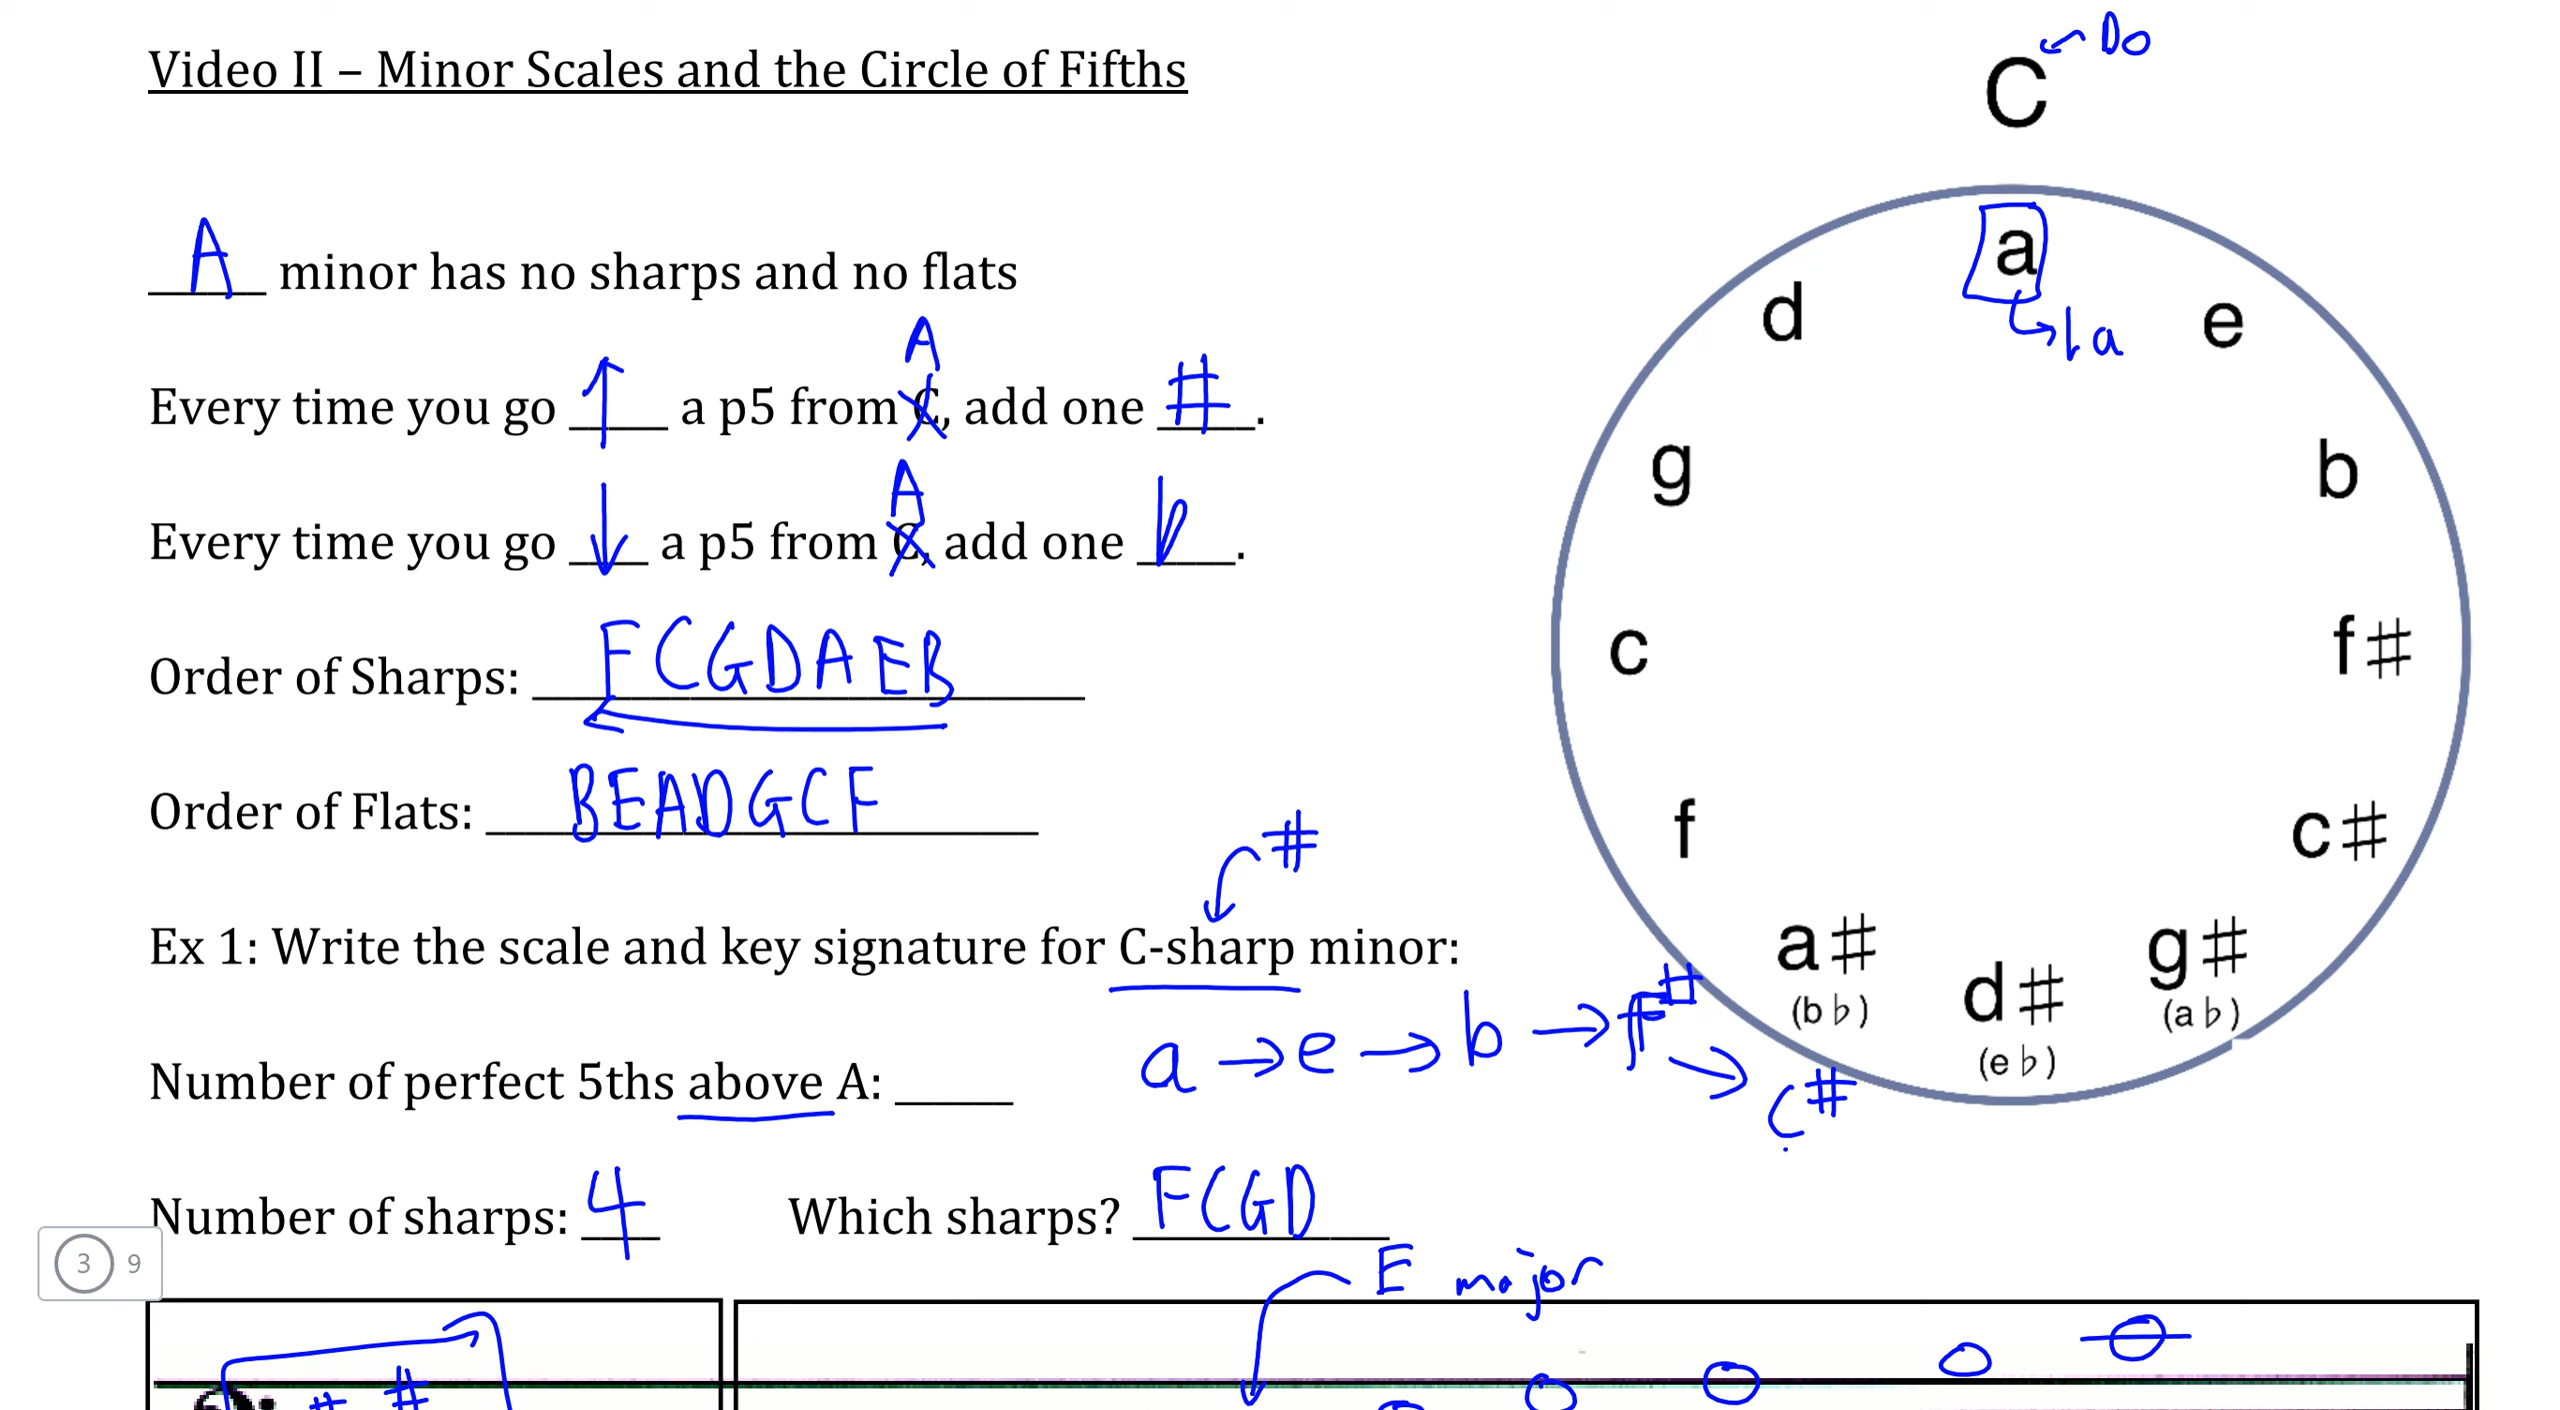 Video II – Minor Scales and the Circle of Fifths
C ← Do
A minor has no sharps and no flats
a → La
d e
A
Every time you go ↑ a p5 from C, add one #.
g b
A
Every time you go ↓ a p5 from C, add one b.
c f#
Order of Sharps: FCGDAEB
Order of Flats: BEADGCF
f c#
#
Ex 1: Write the scale and key signature for C-sharp minor:
a# d# g#
(b♭) (e♭) (a♭)
a → e → b → F# → C#
Number of perfect 5ths above A: ____
Number of sharps: 4 Which sharps? FCGD
3 9
E major
# #